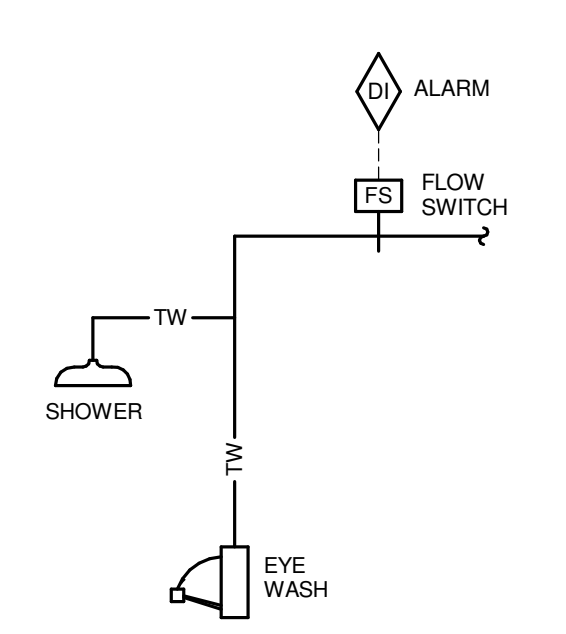 DI
ALARM
FS
FLOW
SWITCH
TW
SHOWER
TW
EYE
WASH